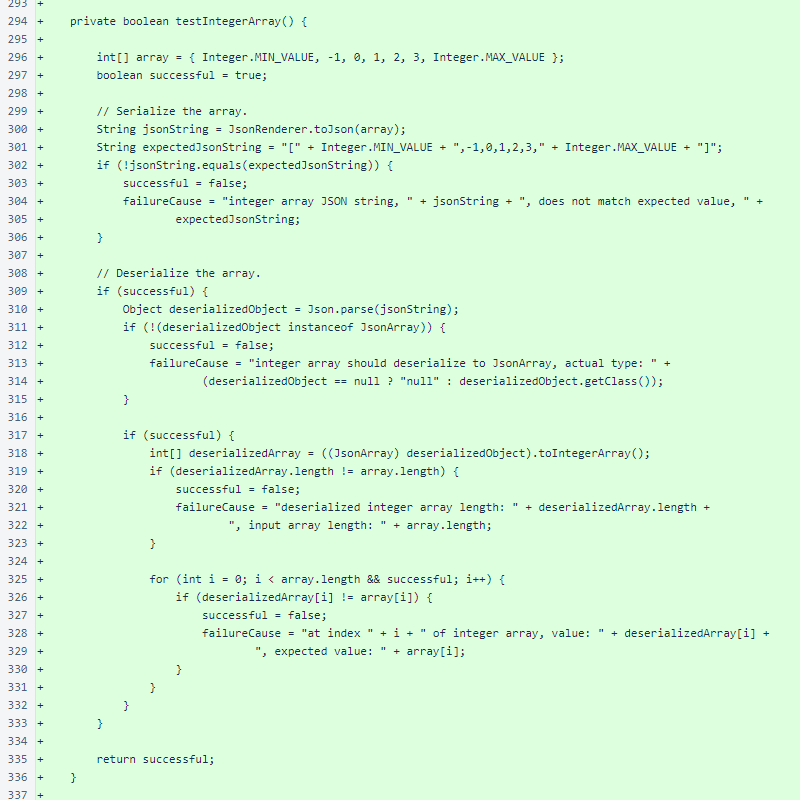 293 +
294 +    private boolean testIntegerArray() {
295 +
296 +        int[] array = { Integer.MIN_VALUE, -1, 0, 1, 2, 3, Integer.MAX_VALUE };
297 +        boolean successful = true;
298 +
299 +        // Serialize the array.
300 +        String jsonString = JsonRenderer.toJson(array);
301 +        String expectedJsonString = "[" + Integer.MIN_VALUE + ",-1,0,1,2,3," + Integer.MAX_VALUE + "]";
302 +        if (!jsonString.equals(expectedJsonString)) {
303 +            successful = false;
304 +            failureCause = "integer array JSON string, " + jsonString + ", does not match expected value, " +
305 +                    expectedJsonString;
306 +        }
307 +
308 +        // Deserialize the array.
309 +        if (successful) {
310 +            Object deserializedObject = Json.parse(jsonString);
311 +            if (!(deserializedObject instanceof JsonArray)) {
312 +                successful = false;
313 +                failureCause = "integer array should deserialize to JsonArray, actual type: " +
314 +                        (deserializedObject == null ? "null" : deserializedObject.getClass());
315 +            }
316 +
317 +            if (successful) {
318 +                int[] deserializedArray = ((JsonArray) deserializedObject).toIntegerArray();
319 +                if (deserializedArray.length != array.length) {
320 +                    successful = false;
321 +                    failureCause = "deserialized integer array length: " + deserializedArray.length +
322 +                            ", input array length: " + array.length;
323 +                }
324 +
325 +                for (int i = 0; i < array.length && successful; i++) {
326 +                    if (deserializedArray[i] != array[i]) {
327 +                        successful = false;
328 +                        failureCause = "at index " + i + " of integer array, value: " + deserializedArray[i] +
329 +                                ", expected value: " + array[i];
330 +                    }
331 +                }
332 +            }
333 +        }
334 +
335 +        return successful;
336 +    }
337 +